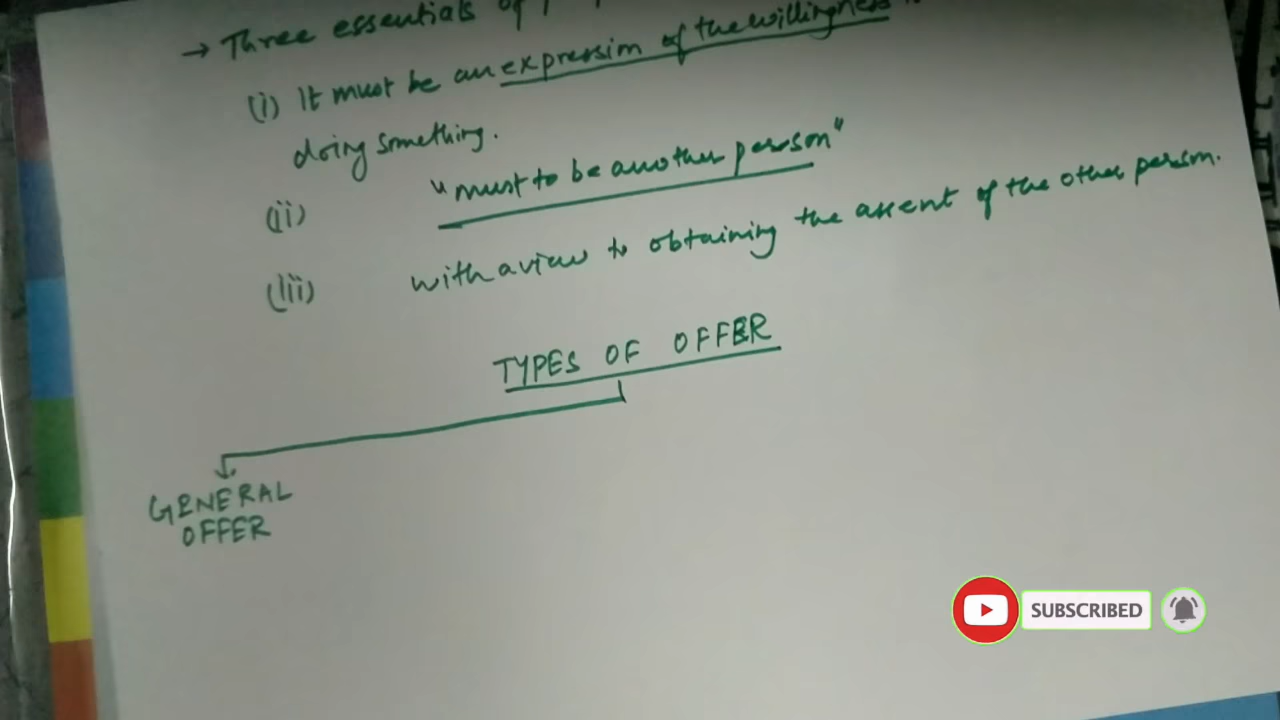 → Three essentials of
(i) It must be an expression of the willingness
doing something.
(ii) "must to be another person"
(iii) with a view to obtaining the assent of the other person.
TYPES OF OFFER
GENERAL
OFFER
SUBSCRIBED